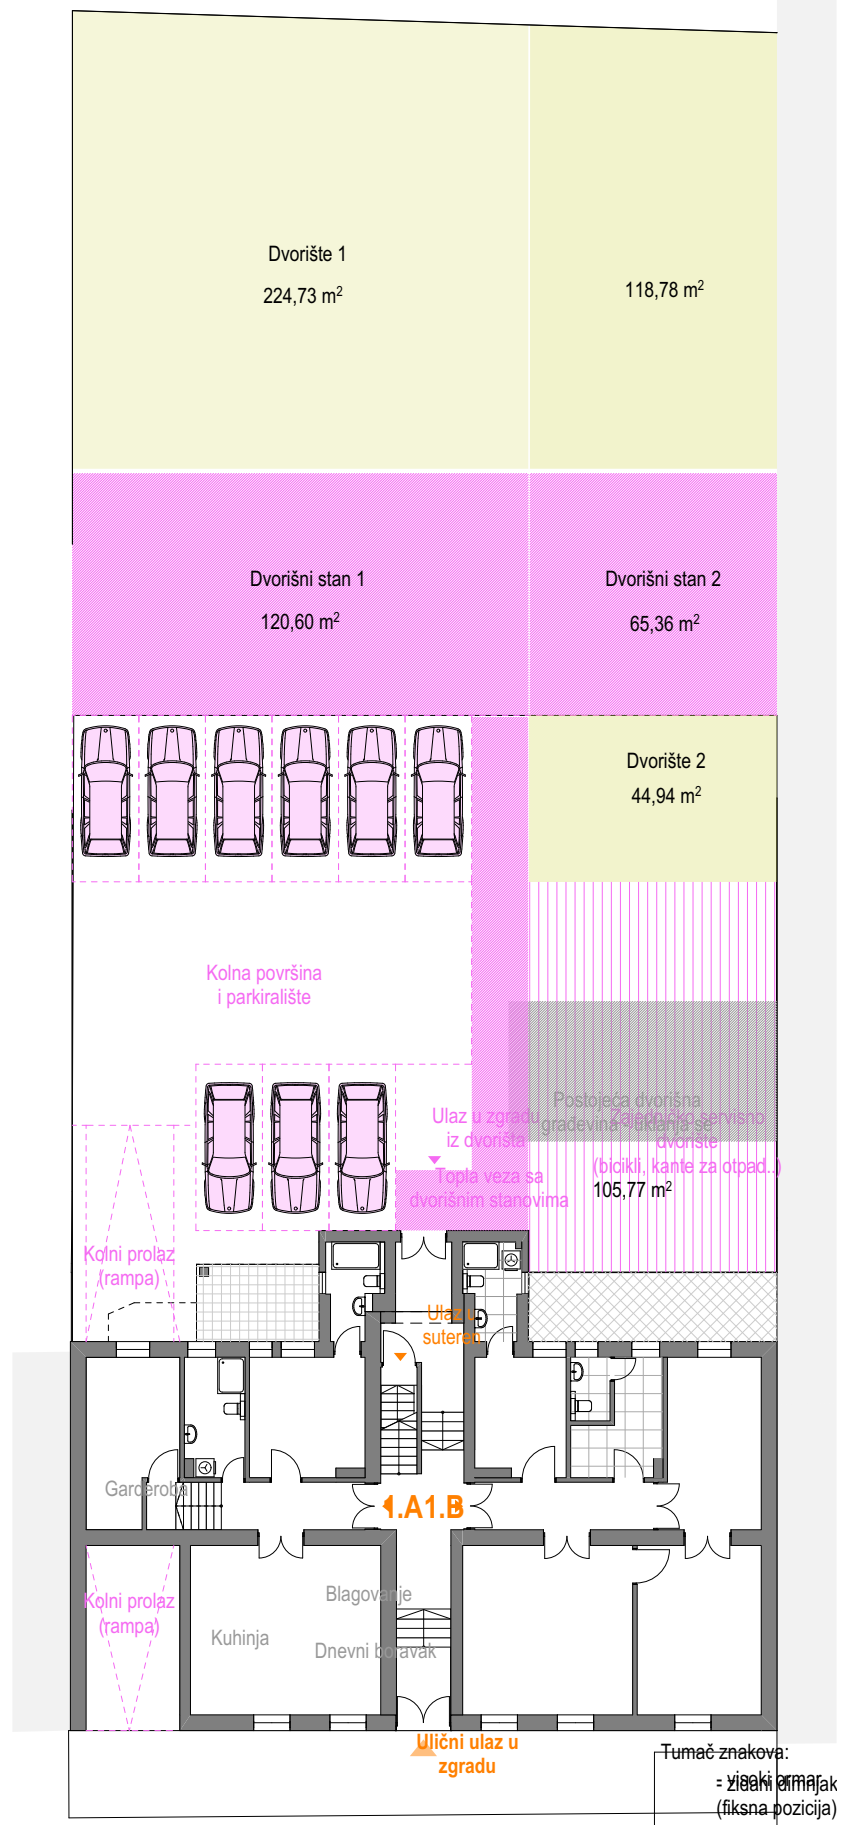 Dvorište 1
224,73 m²
118,78 m²
Dvorišni stan 1
120,60 m²
Dvorišni stan 2
65,36 m²
Dvorište 2
44,94 m²
Kolna površina
i parkiralište
Postojeća dvorišna
građevina - uklanja se
Zajedničko servisno
dvorište
(bicikli, kante za otpad..)
105,77 m²
Ulaz u zgradu
iz dvorišta
Topla veza sa
dvorišnim stanovima
Kolni prolaz
(rampa)
Ulaz u
suteren
Garderoba
1.A
1.B
Kolni prolaz
(rampa)
Blagovanje
Kuhinja
Dnevni boravak
Ulični ulaz u
zgradu
Tumač znakova:
- visoki ormar
- zidani dimnjak
(fiksna pozicija)